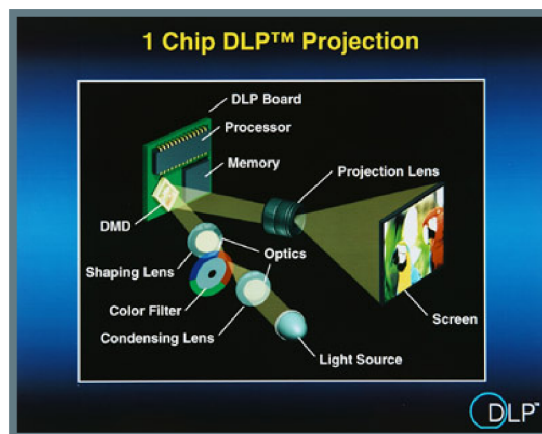 1 Chip DLP™ Projection
DLP Board
Processor
Memory
Projection Lens
DMD
Optics
Shaping Lens
Color Filter
Screen
Condensing Lens
Light Source
DLP™